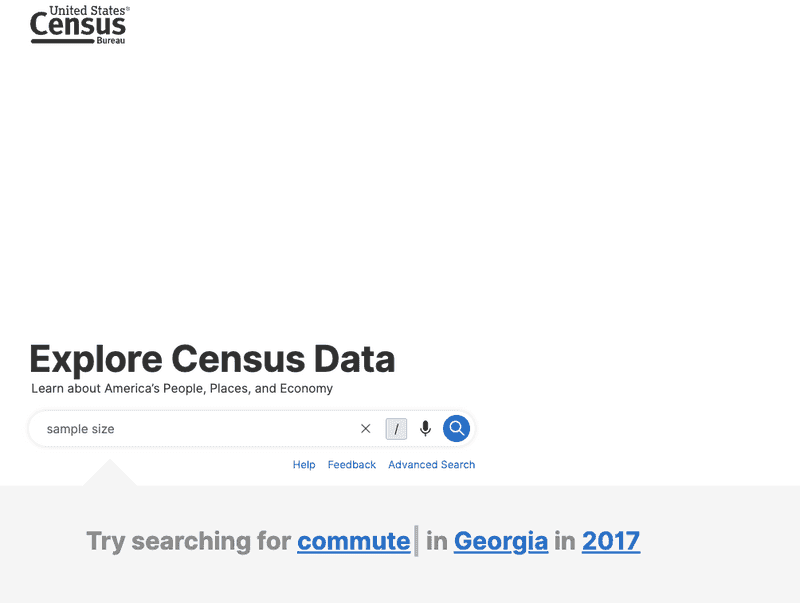 United States®
Census
Bureau
Explore Census Data
Learn about America's People, Places, and Economy
sample size /
Help Feedback Advanced Search
Try searching for commute in Georgia in 2017